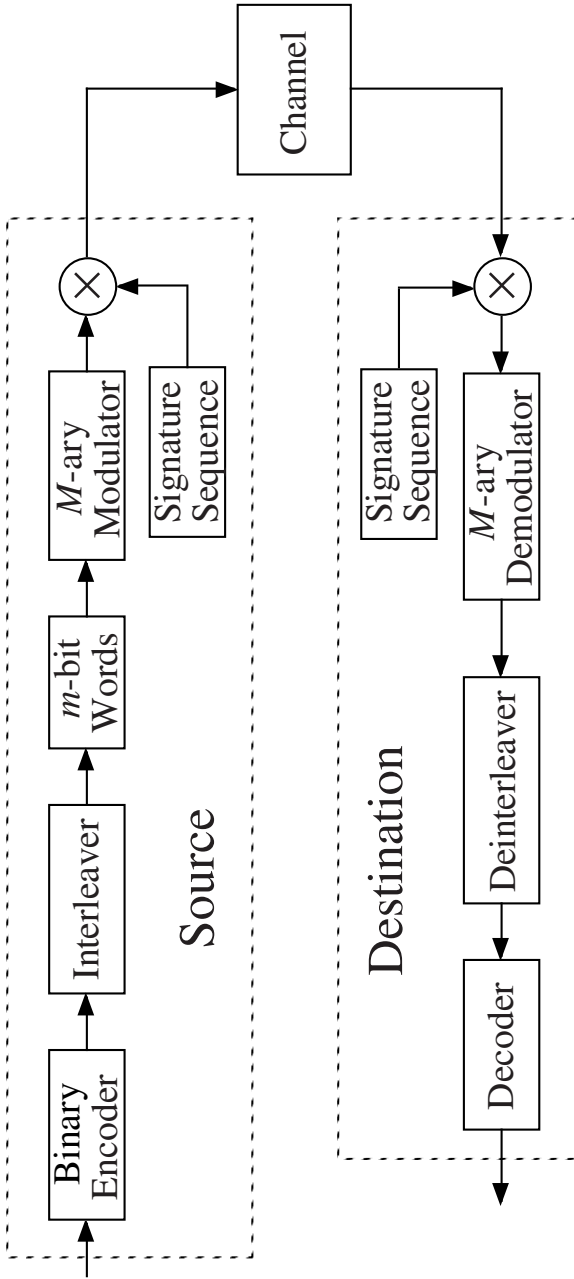 Binary
Encoder
Interleaver
m-bit
Words
M-ary
Modulator
Signature
Sequence
Source
Channel
Signature
Sequence
M-ary
Demodulator
Deinterleaver
Decoder
Destination